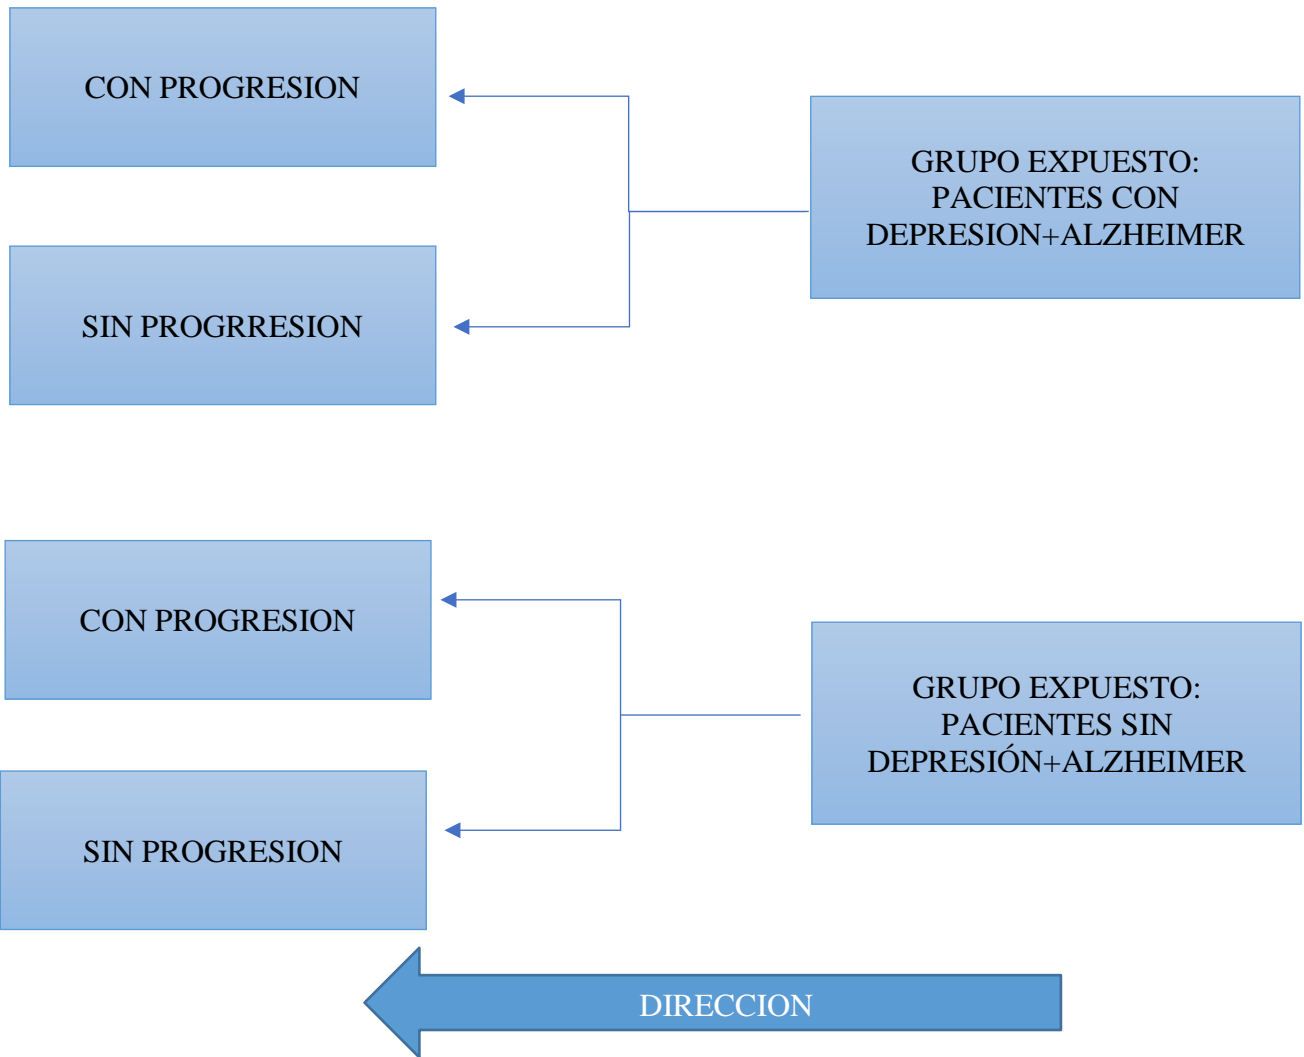 CON PROGRESION
GRUPO EXPUESTO:
PACIENTES CON
DEPRESION+ALZHEIMER
SIN PROGRRESION
CON PROGRESION
GRUPO EXPUESTO:
PACIENTES SIN
DEPRESIÓN+ALZHEIMER
SIN PROGRESION
DIRECCION